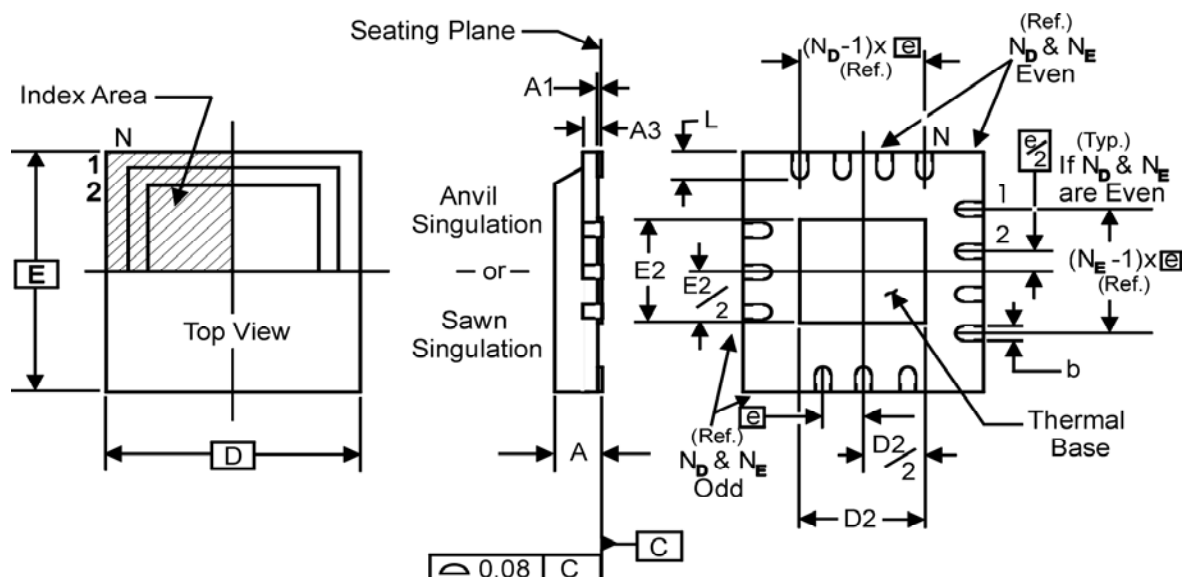 Seating Plane
Index Area
N
1
2
E
Top View
D
A1
A3
Anvil
Singulation
— or —
Sawn
Singulation
A
0.08 C
C
L
(N_D-1)x e
(Ref.)
(Ref.)
N_D & N_E
Even
N
e/2
(Typ.)
If N_D & N_E
are Even
1
2
(N_E-1)x e
(Ref.)
b
Thermal
Base
E2
E2/2
e
(Ref.)
N_D & N_E
Odd
D2/2
D2